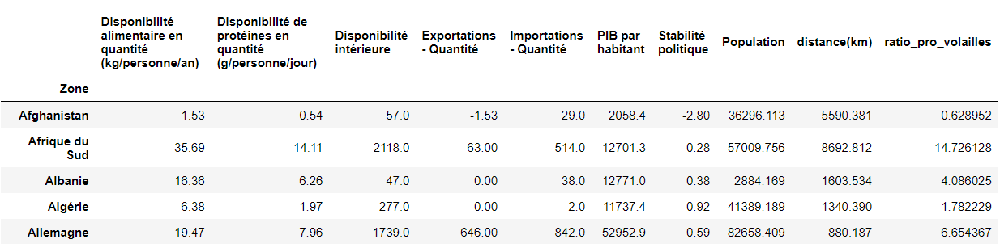 Disponibilité alimentaire en quantité (kg/personne/an) Disponibilité de protéines en quantité (g/personne/jour) Disponibilité intérieure Exportations - Quantité Importations - Quantité PIB par habitant Stabilité politique Population distance(km) ratio_pro_volailles
Zone
Afghanistan 1.53 0.54 57.0 -1.53 29.0 2058.4 -2.80 36296.113 5590.381 0.628952
Afrique du Sud 35.69 14.11 2118.0 63.00 514.0 12701.3 -0.28 57009.756 8692.812 14.726128
Albanie 16.36 6.26 47.0 0.00 38.0 12771.0 0.38 2884.169 1603.534 4.086025
Algérie 6.38 1.97 277.0 0.00 2.0 11737.4 -0.92 41389.189 1340.390 1.782229
Allemagne 19.47 7.96 1739.0 646.00 842.0 52952.9 0.59 82658.409 880.187 6.654367